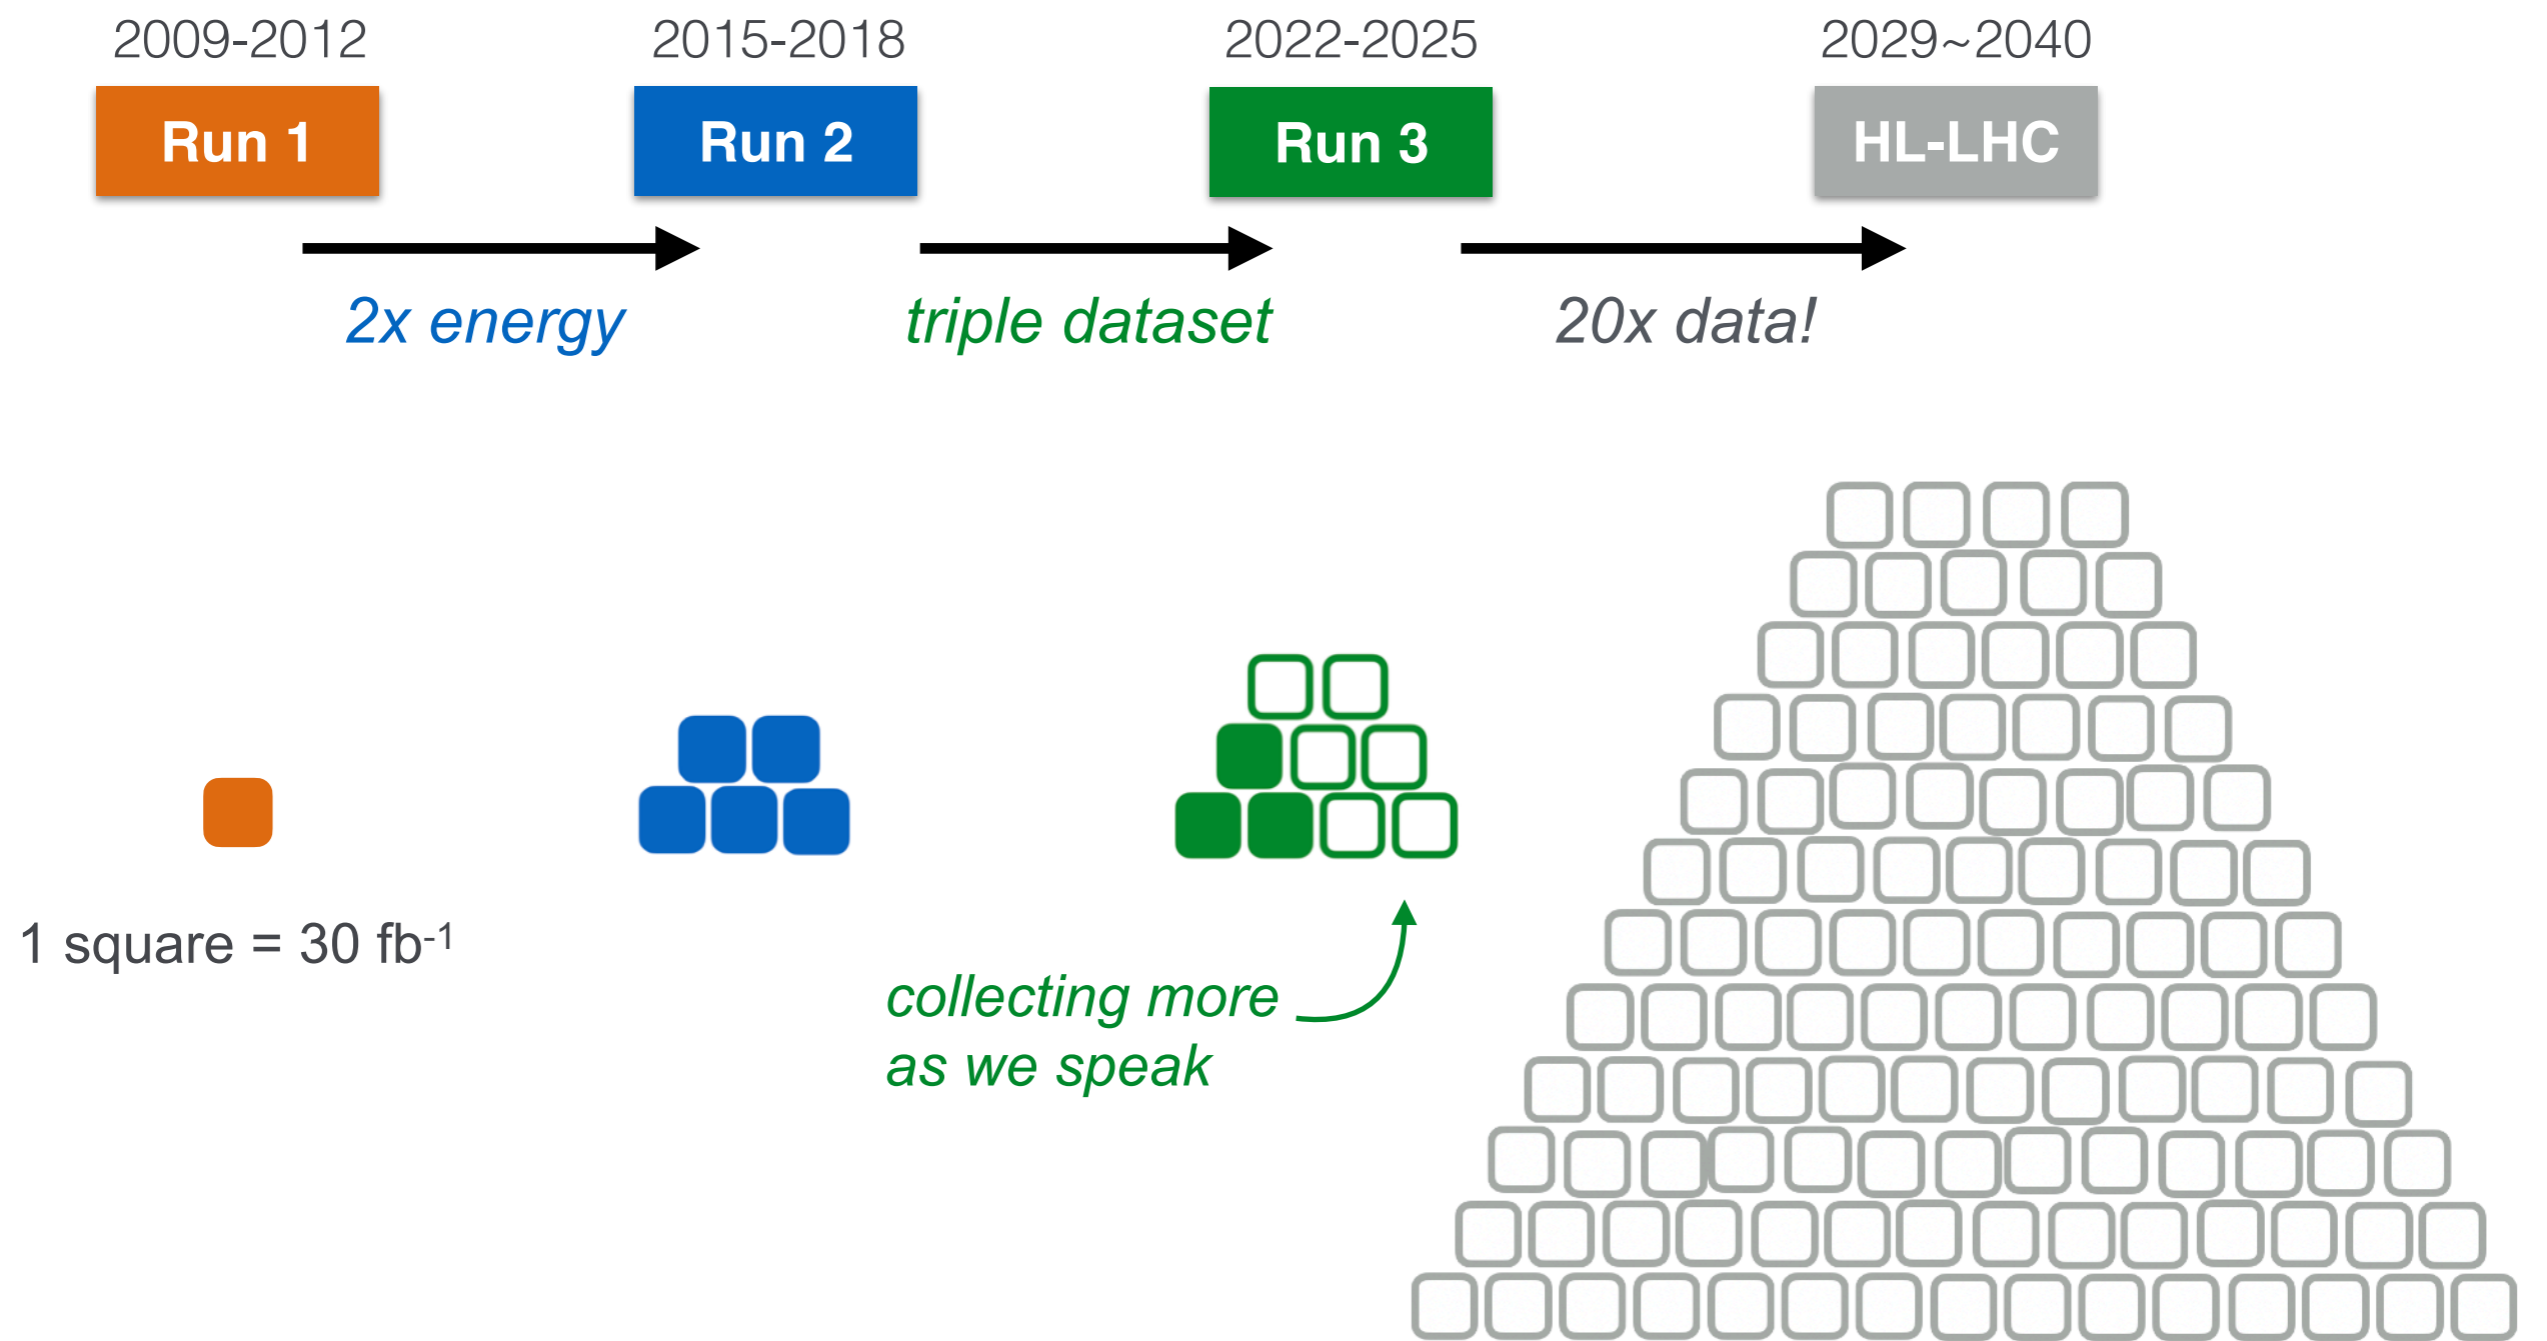 2009-2012
2015-2018
2022-2025
2029~2040
Run 1
Run 2
Run 3
HL-LHC
2x energy
triple dataset
20x data!
1 square = 30 fb⁻¹
collecting more
as we speak